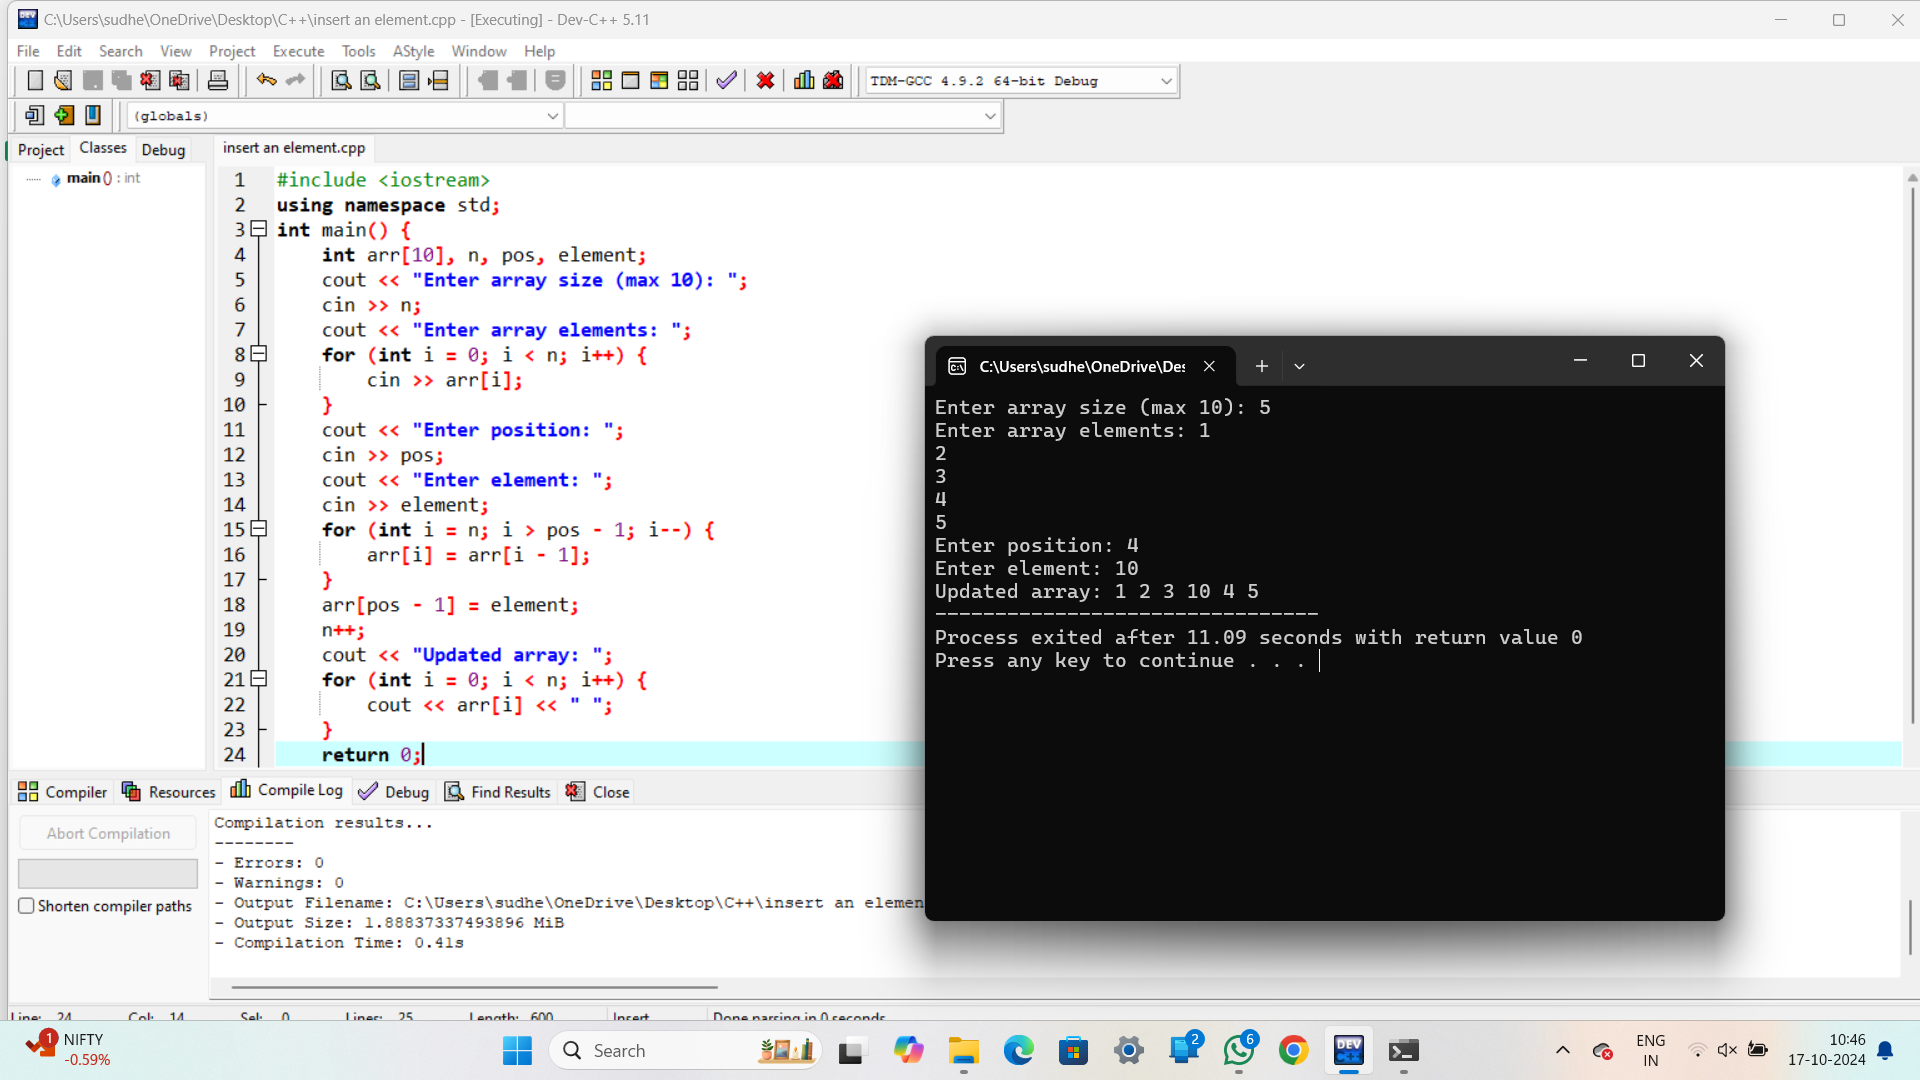 C:\Users\sudhe\OneDrive\Desktop\C++\insert an element.cpp - [Executing] - Dev-C++ 5.11
File Edit Search View Project Execute Tools AStyle Window Help
TDM-GCC 4.9.2 64-bit Debug
(globals)
Project Classes Debug
insert an element.cpp
main() : int
1 #include <iostream>
2 using namespace std;
3 int main() {
4 int arr[10], n, pos, element;
5 cout << "Enter array size (max 10): ";
6 cin >> n;
7 cout << "Enter array elements: ";
8 for (int i = 0; i < n; i++) {
9 cin >> arr[i];
10 }
11 cout << "Enter position: ";
12 cin >> pos;
13 cout << "Enter element: ";
14 cin >> element;
15 for (int i = n; i > pos - 1; i--) {
16 arr[i] = arr[i - 1];
17 }
18 arr[pos - 1] = element;
19 n++;
20 cout << "Updated array: ";
21 for (int i = 0; i < n; i++) {
22 cout << arr[i] << " ";
23 }
24 return 0;
C:\Users\sudhe\OneDrive\Des
Enter array size (max 10): 5
Enter array elements: 1
2
3
4
5
Enter position: 4
Enter element: 10
Updated array: 1 2 3 10 4 5
--------------------------------
Process exited after 11.09 seconds with return value 0
Press any key to continue . . .
Compiler Resources Compile Log Debug Find Results Close
Abort Compilation
Shorten compiler paths
Compilation results...
--------
- Errors: 0
- Warnings: 0
- Output Filename: C:\Users\sudhe\OneDrive\Desktop\C++\insert an elemen
- Output Size: 1.88837337493896 MiB
- Compilation Time: 0.41s
Line: 24 Col: 14 Sel: 0 Lines: 25 Length: 600 Insert Done parsing in 0 seconds
1
NIFTY
-0.59%
Search
2
6
DEV
C++
ENG
IN
10:46
17-10-2024